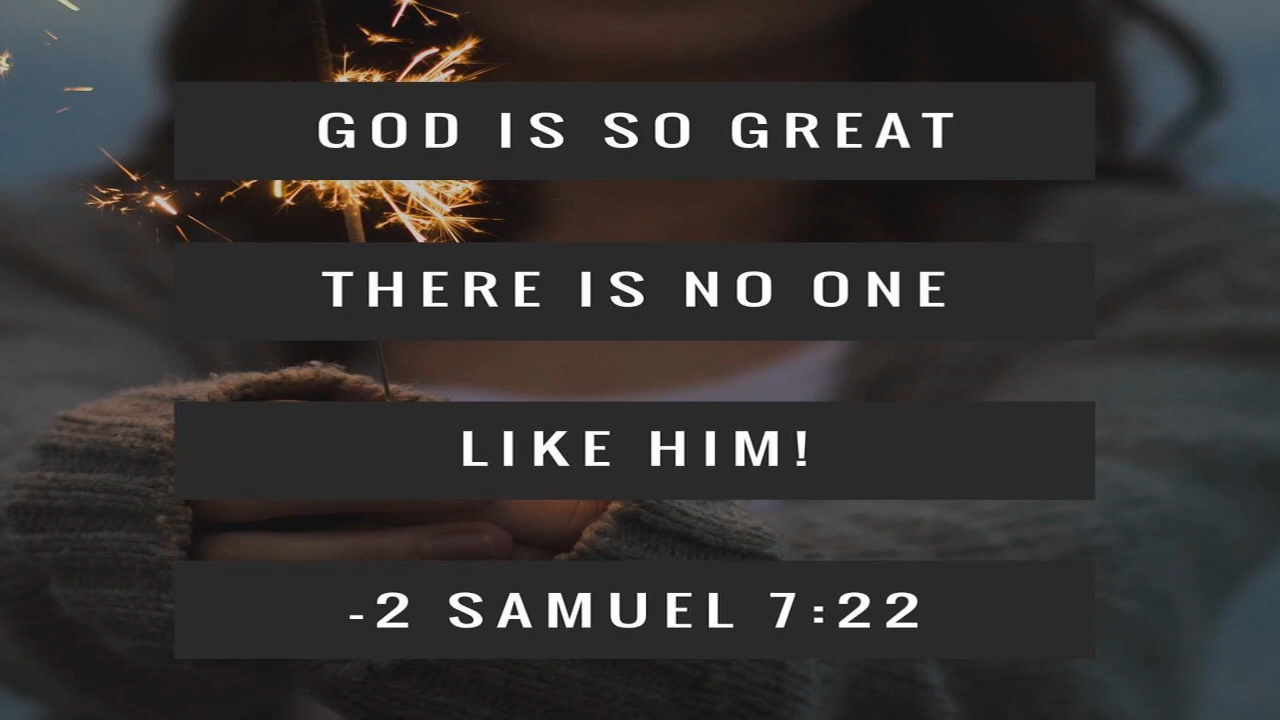 GOD IS SO GREAT
THERE IS NO ONE
LIKE HIM!
-2 SAMUEL 7:22